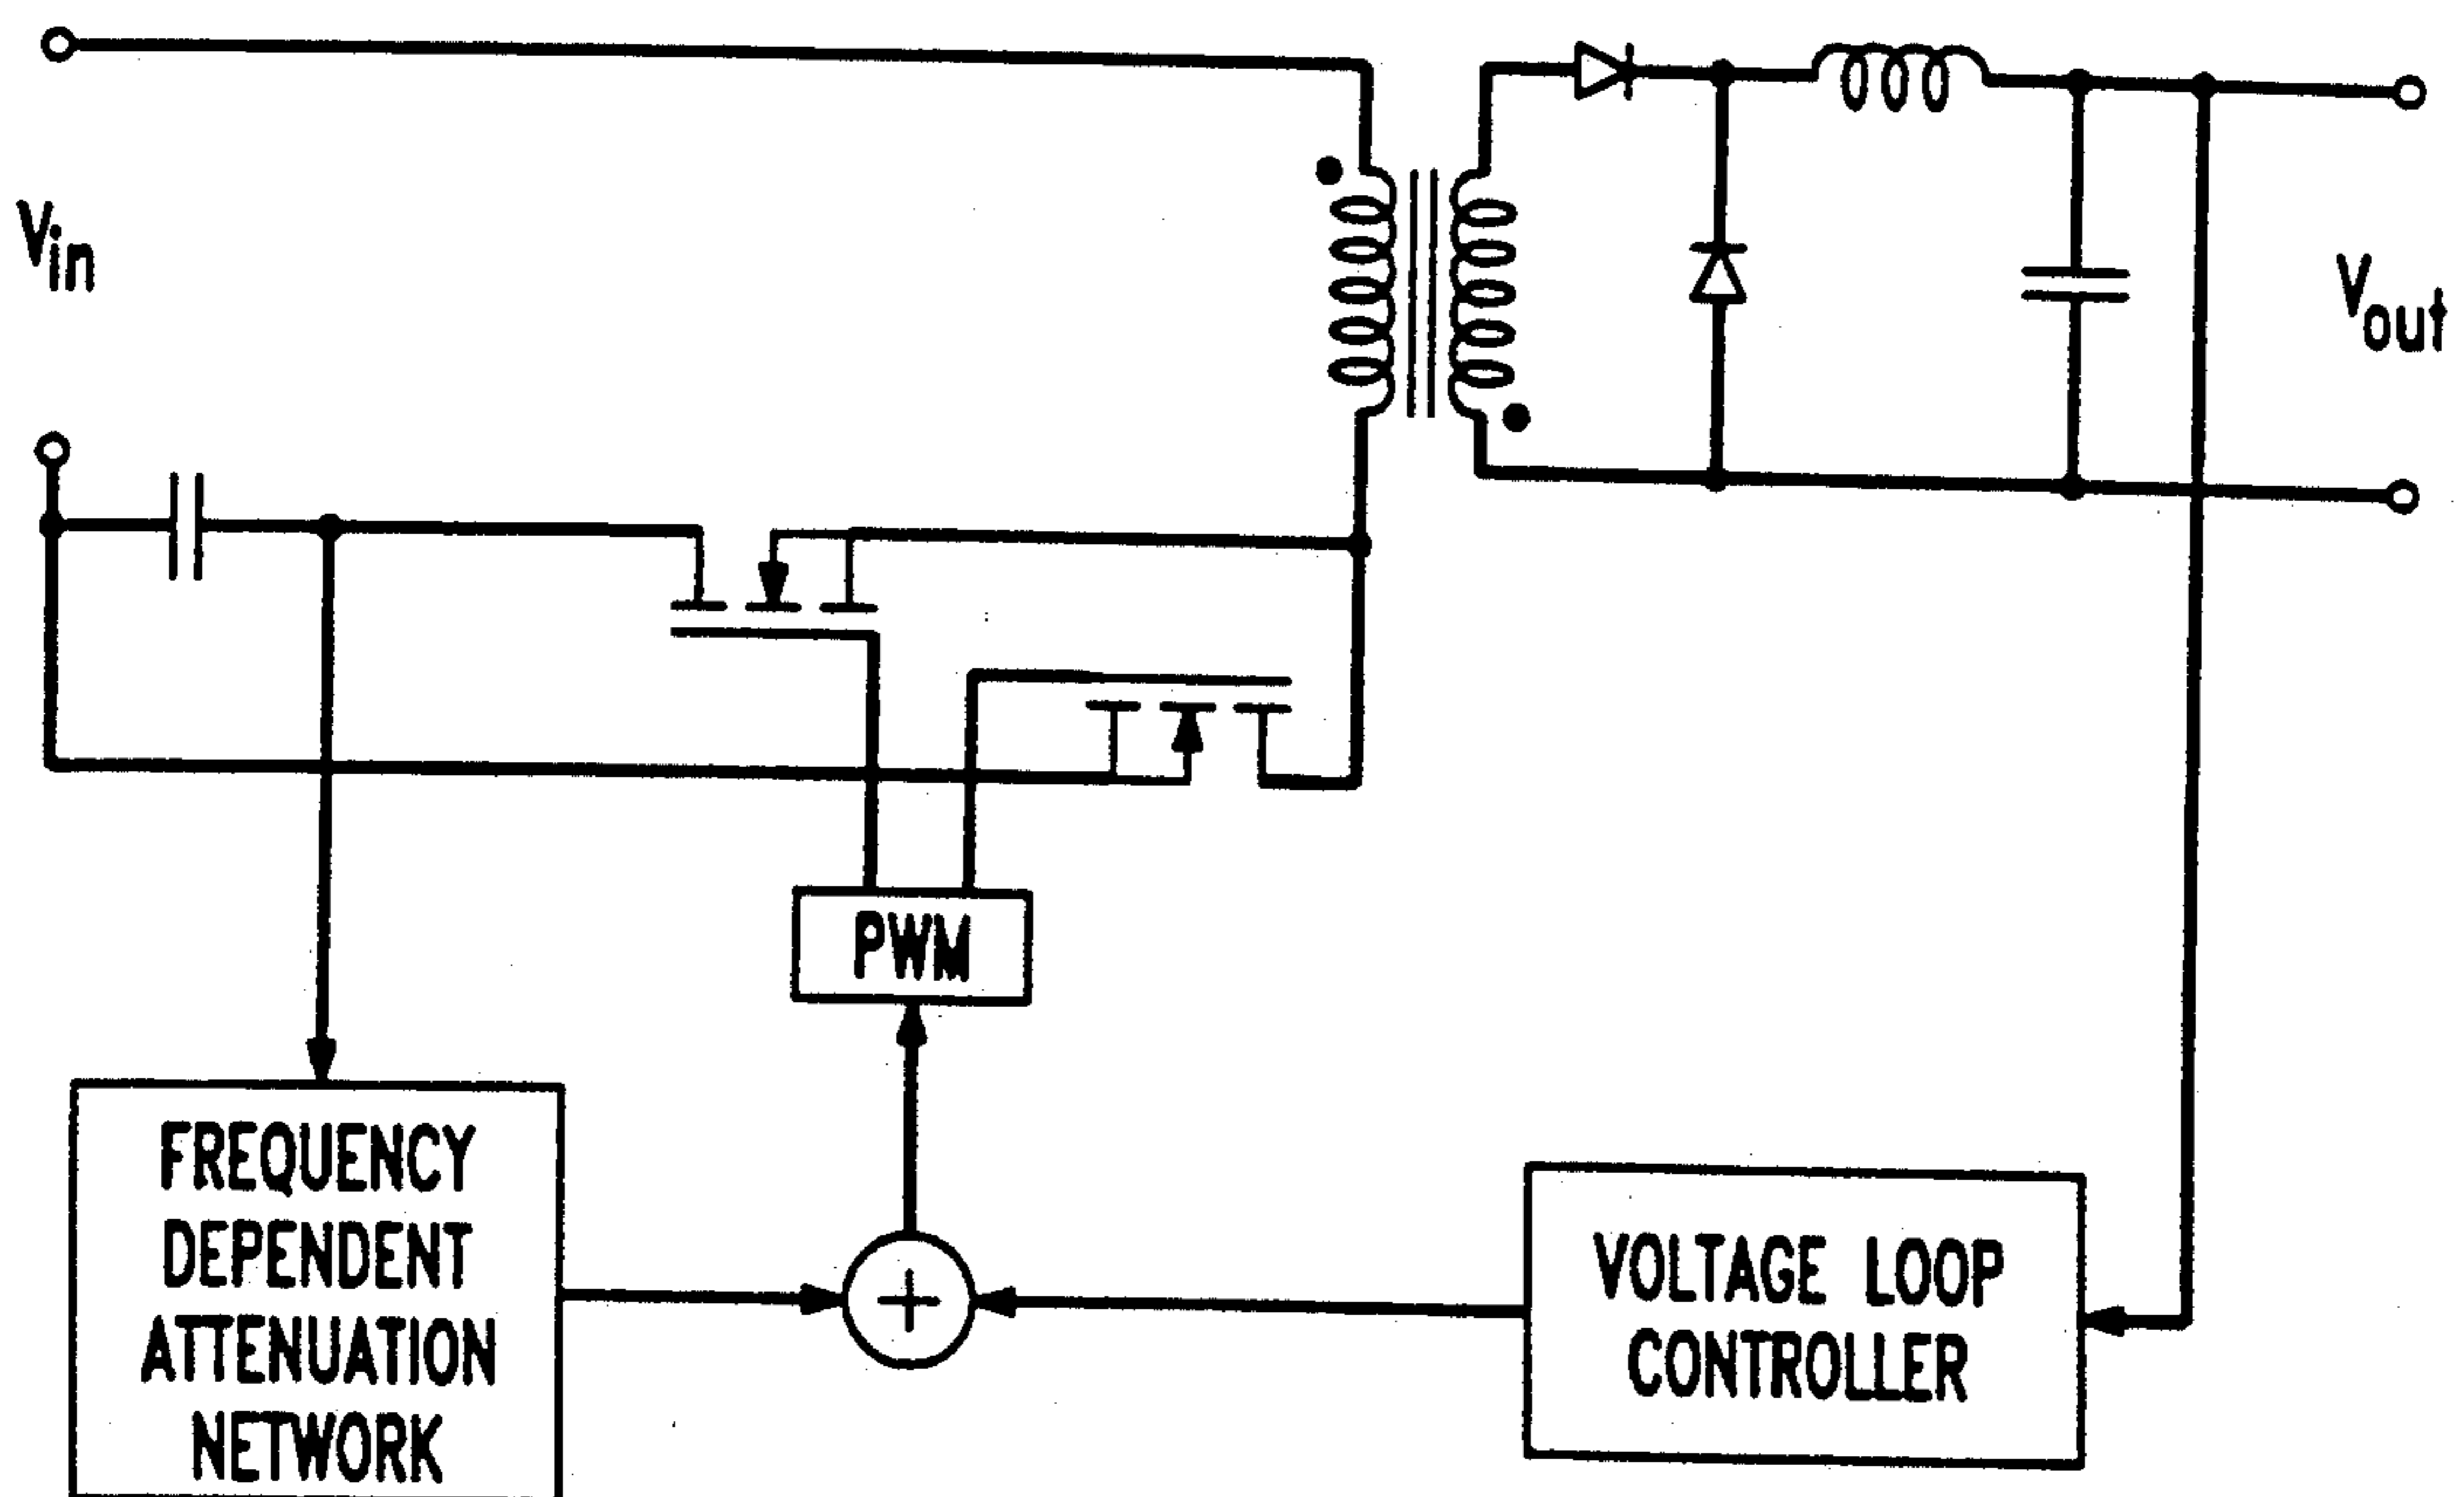 Vin
Vout
PWM
FREQUENCY
DEPENDENT
ATTENUATION
NETWORK
VOLTAGE LOOP
CONTROLLER